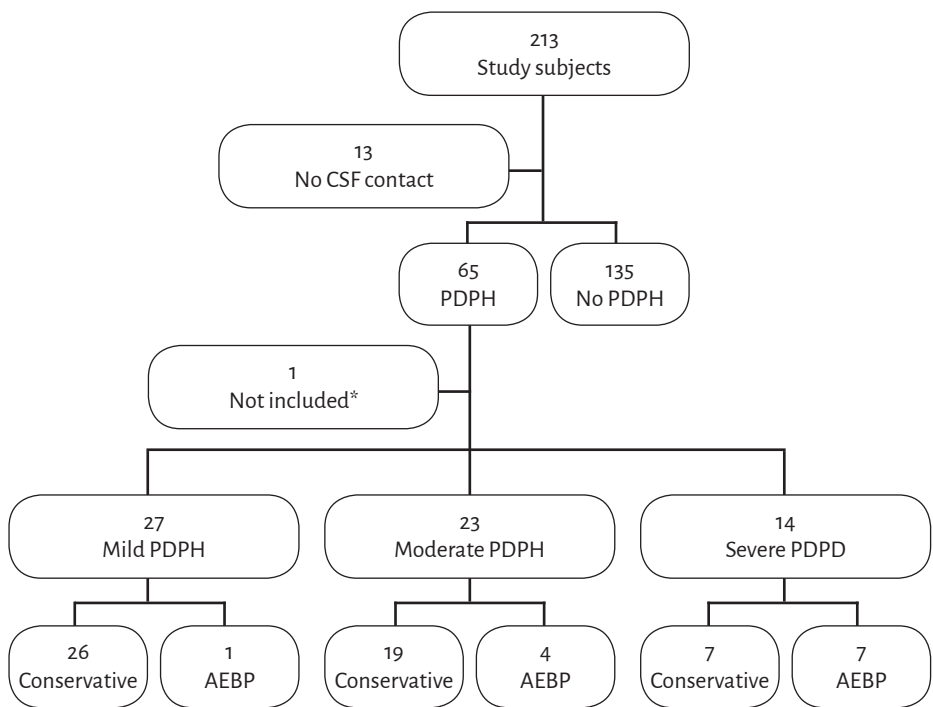 213
Study subjects
13
No CSF contact
65
PDPH
135
No PDPH
1
Not included*
27
Mild PDPH
23
Moderate PDPH
14
Severe PDPD
26
Conservative
1
AEBP
19
Conservative
4
AEBP
7
Conservative
7
AEBP